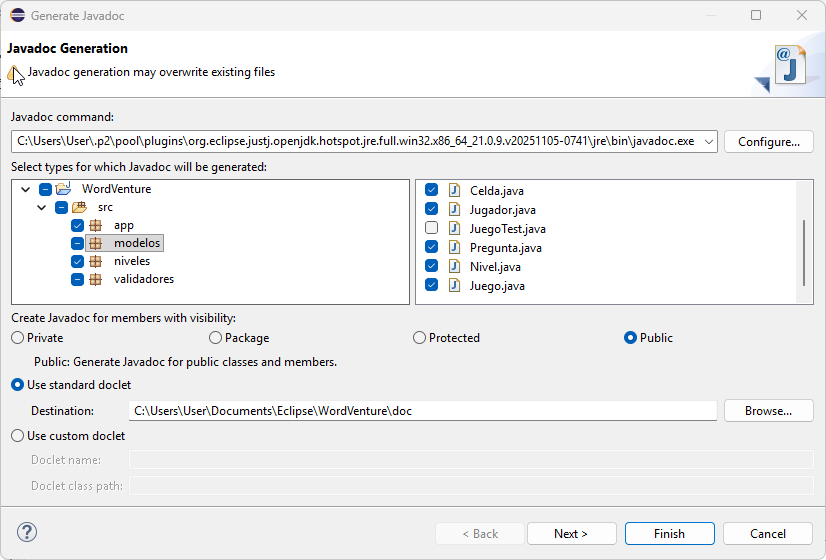 Generate Javadoc
Javadoc Generation
Javadoc generation may overwrite existing files
Javadoc command:
C:\Users\User\.p2\pool\plugins\org.eclipse.justj.openjdk.hotspot.jre.full.win32.x86_64_21.0.9.v20251105-0741\jre\bin\javadoc.exe
Configure...
Select types for which Javadoc will be generated:
WordVenture
src
app
modelos
niveles
validadores
Celda.java
Jugador.java
JuegoTest.java
Pregunta.java
Nivel.java
Juego.java
Create Javadoc for members with visibility:
Private Package Protected Public
Public: Generate Javadoc for public classes and members.
Use standard doclet
Destination: C:\Users\User\Documents\Eclipse\WordVenture\doc Browse...
Use custom doclet
Doclet name:
Doclet class path:
< Back Next > Finish Cancel